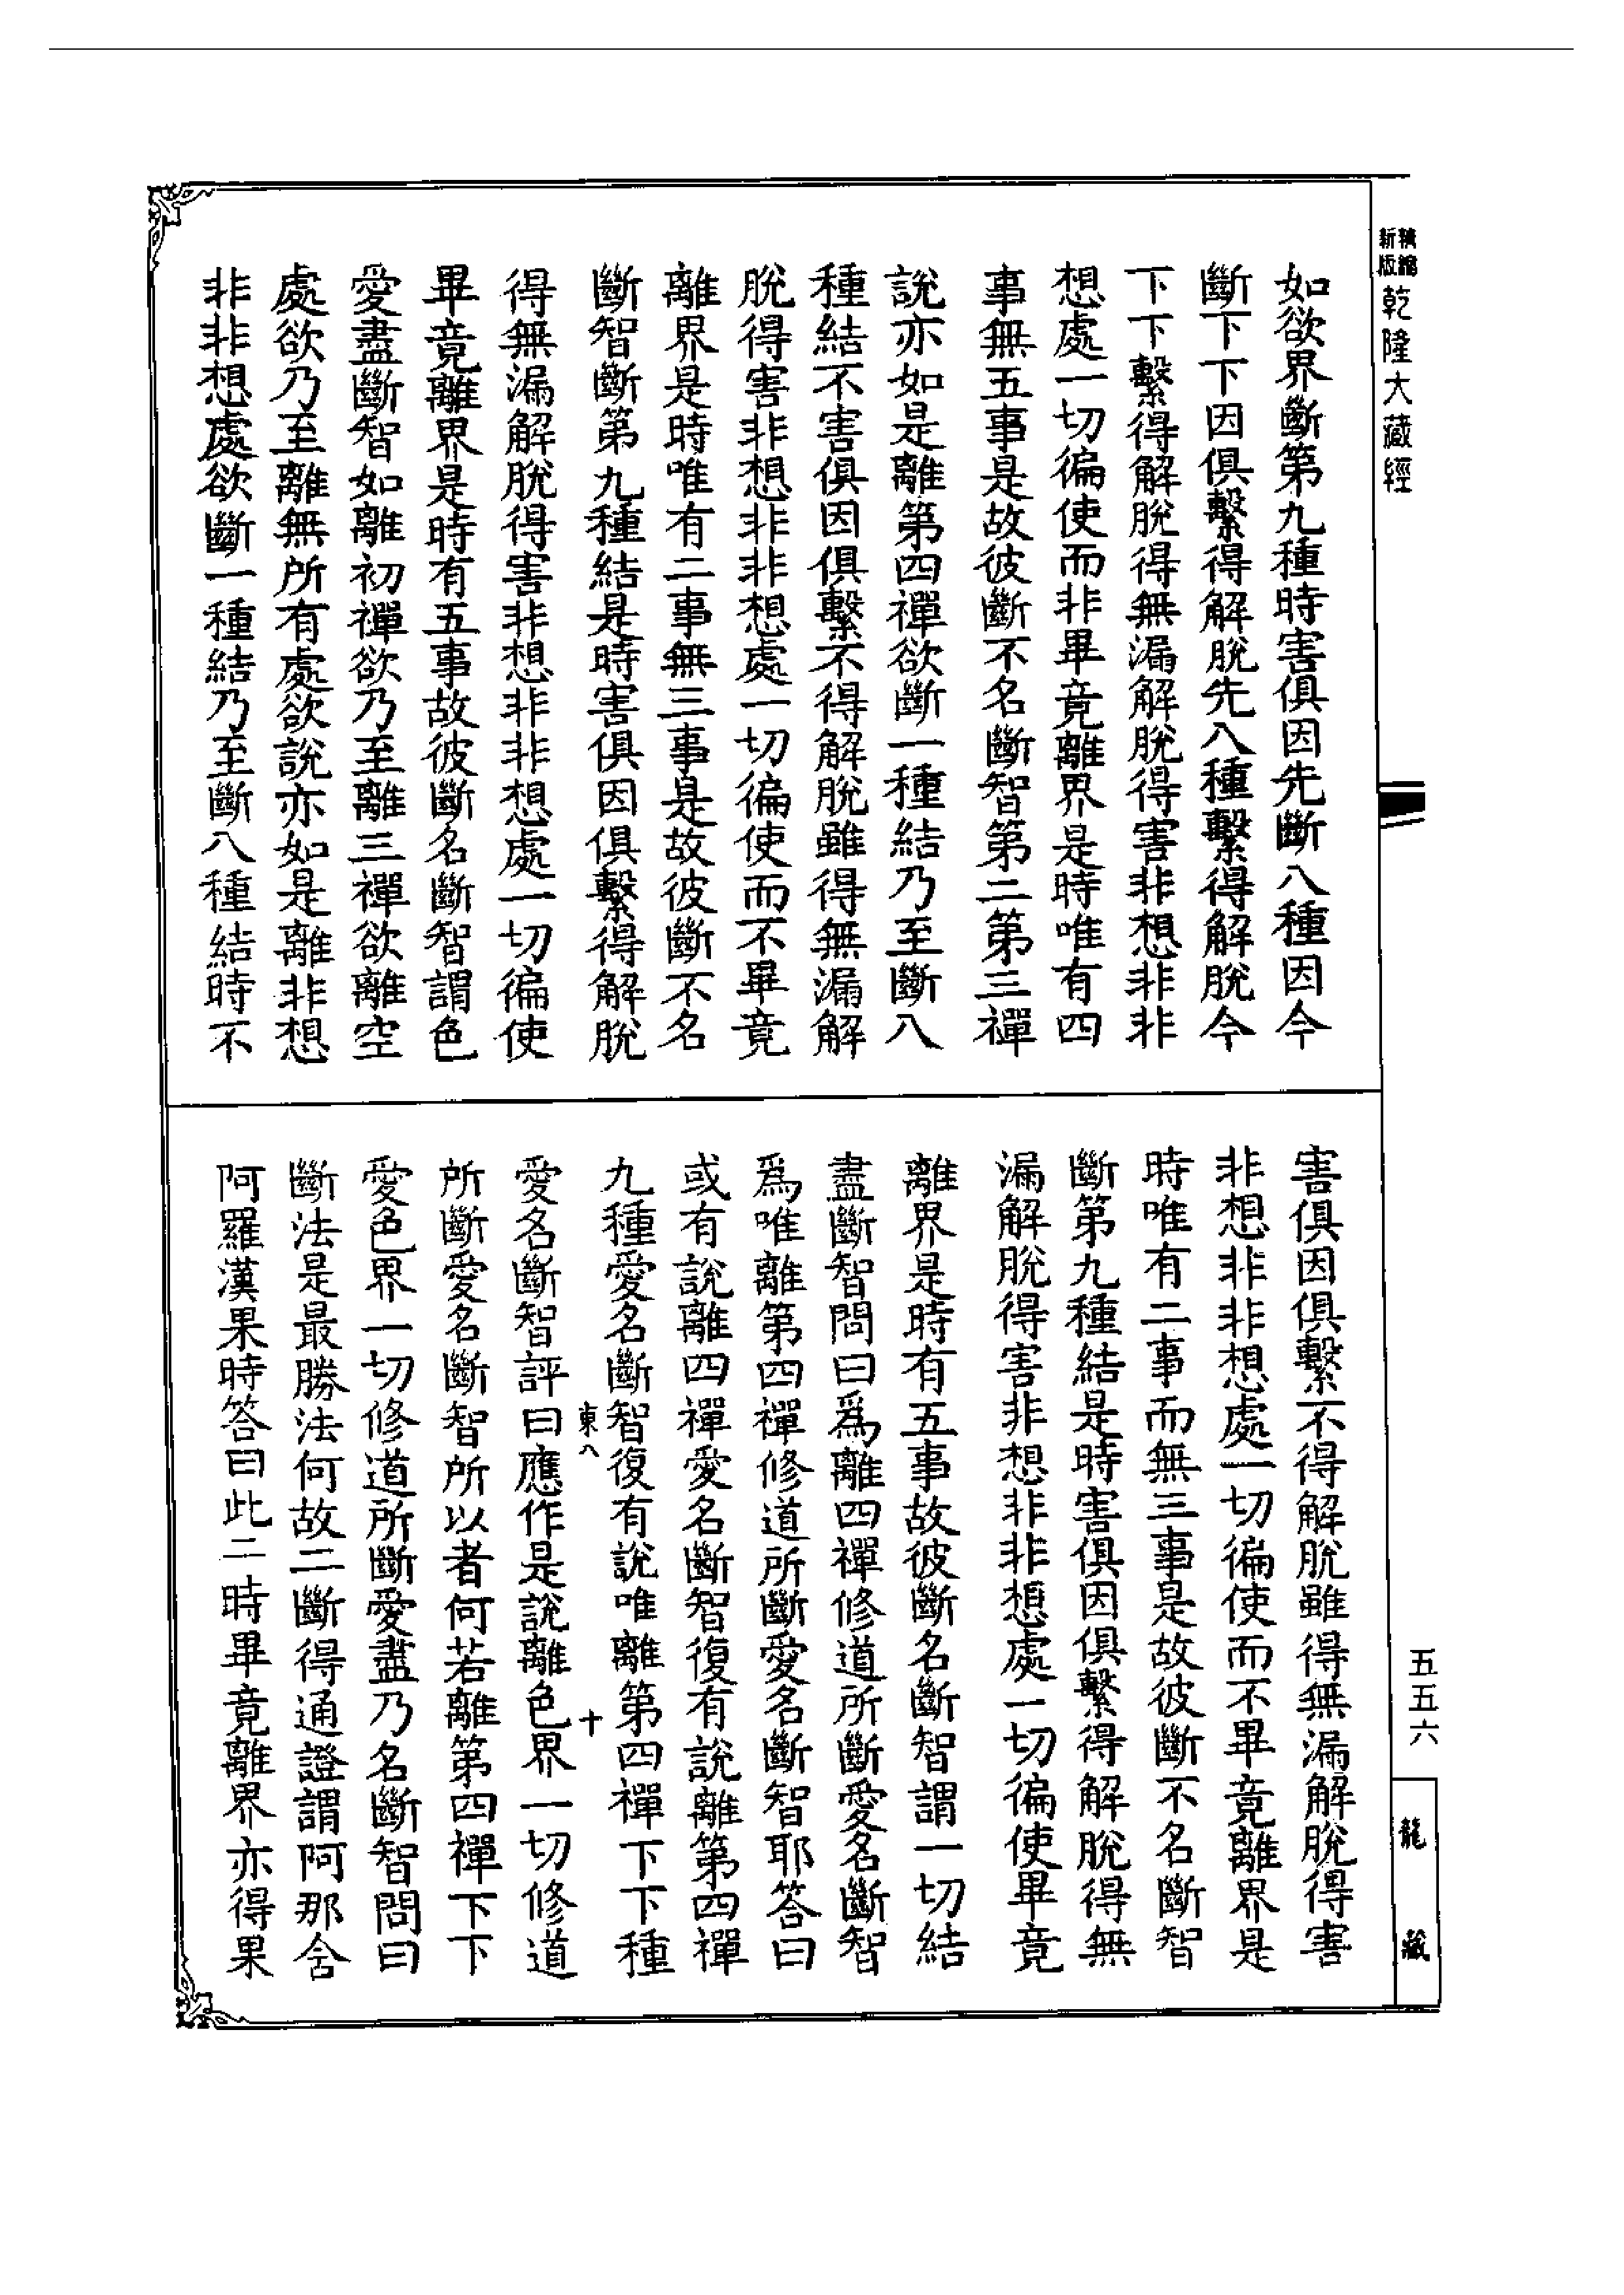 新版
精縮
乾隆大藏經
如欲界斷第九種時害俱因先斷八種因今
斷下下因俱繫得解脫先八種繫得解脫今
下下繫得解脫得無漏解脫得害非想非非
想處一切徧使而非畢竟離界是時唯有四
事無五事是故彼斷不名斷智第二第三禪
說亦如是離第四禪欲斷一種結乃至斷八
種結不害俱因俱繫不得解脫雖得無漏解
脫得害非想非非想處一切徧使而不畢竟
離界是時唯有二事無三事是故彼斷不名
斷智斷第九種結是時害俱因俱繫得解脫
得無漏解脫得害非想非非想處一切徧使
畢竟離界是時有五事故彼斷名斷智謂色
愛盡斷智如離初禪欲乃至離三禪欲離空
處欲乃至離無所有處欲說亦如是離非想
非非想處欲斷一種結乃至斷八種結時不
害俱因俱繫不得解脫雖得無漏解脫得害
非想非非想處一切徧使而不畢竟離界是
時唯有二事而無三事是故彼斷不名斷智
斷第九種結是時害俱因俱繫得解脫得無
漏解脫得害非想非非想處一切徧使畢竟
離界是時有五事故彼斷名斷智謂一切結
盡斷智問曰爲離四禪修道所斷愛名斷智
爲唯離第四禪修道所斷愛名斷智耶答曰
或有說離四禪愛名斷智復有說離第四禪
九種愛名斷智復有說唯離第四禪下下種
東八
十
愛名斷智評曰應作是說離色界一切修道
所斷愛名斷智所以者何若離第四禪下下
愛色界一切修道所斷愛盡乃名斷智問曰
斷法是最勝法何故二斷得通證謂阿那含
阿羅漢果時答曰此二時畢竟離界亦得果
五五六
龍藏